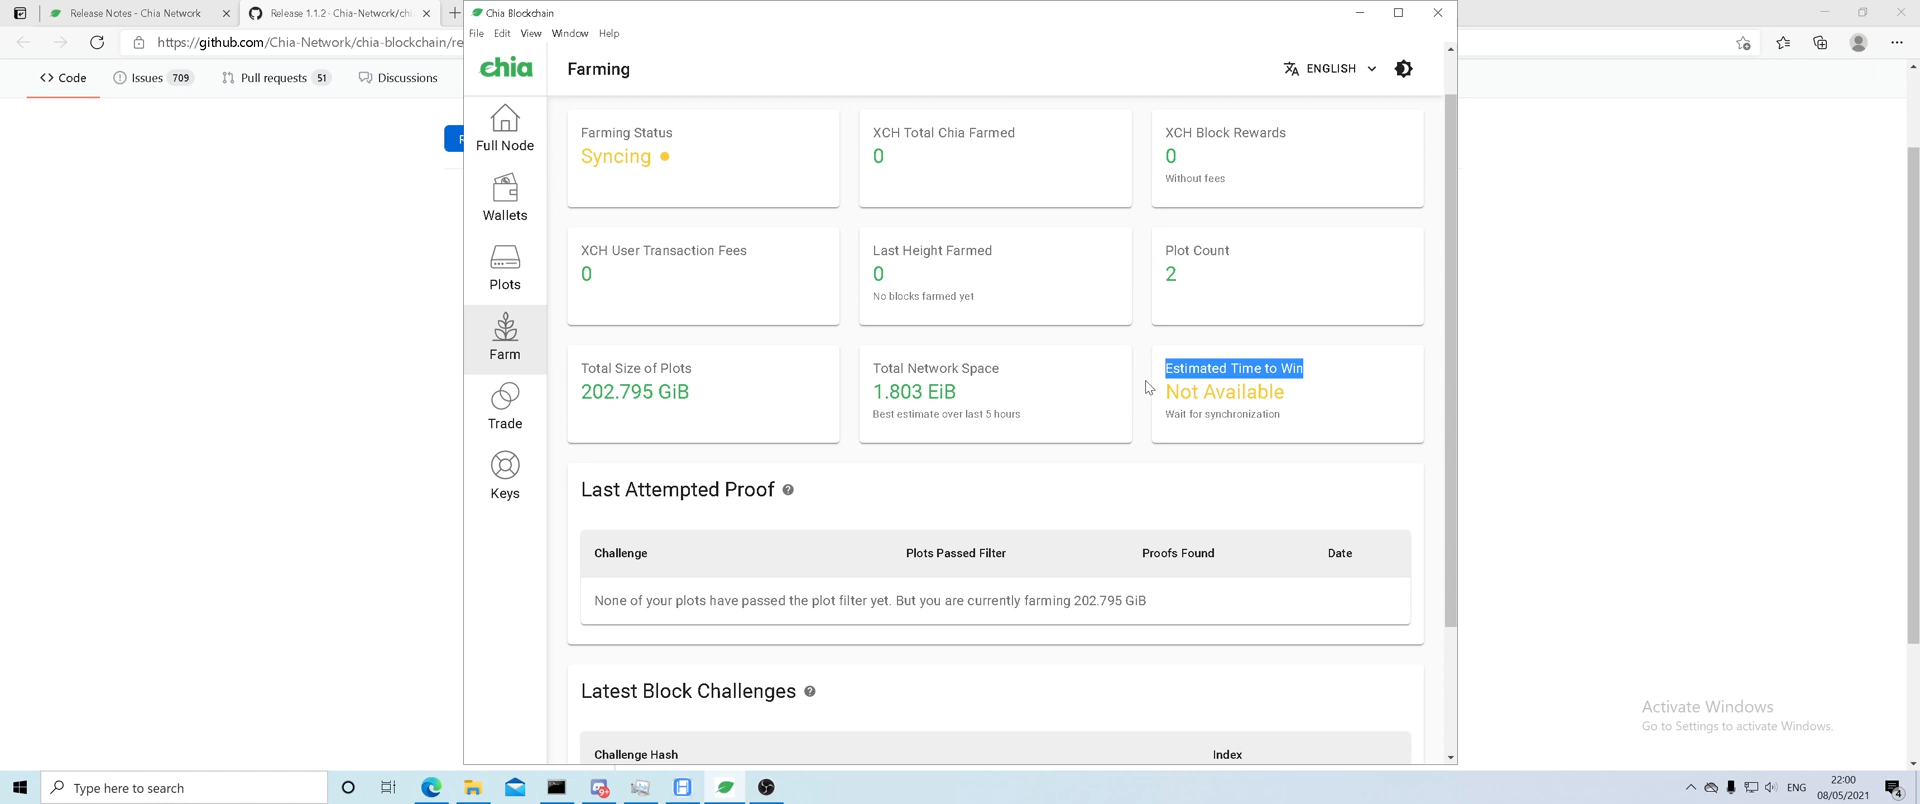 Release Notes - Chia Network
Release 1.1.2 · Chia-Network/chi
https://github.com/Chia-Network/chia-blockchain/re
Code
Issues 709
Pull requests 51
Discussions
Chia Blockchain
File Edit View Window Help
chia
Farming
ENGLISH
Full Node
Wallets
Plots
Farm
Trade
Keys
Farming Status
Syncing
XCH Total Chia Farmed
0
XCH Block Rewards
0
Without fees
XCH User Transaction Fees
0
Last Height Farmed
0
No blocks farmed yet
Plot Count
2
Total Size of Plots
202.795 GiB
Total Network Space
1.803 EiB
Best estimate over last 5 hours
Estimated Time to Win
Not Available
Wait for synchronization
Last Attempted Proof
Challenge Plots Passed Filter Proofs Found Date
None of your plots have passed the plot filter yet. But you are currently farming 202.795 GiB
Latest Block Challenges
Challenge Hash Index
Activate Windows
Go to Settings to activate Windows.
Type here to search
9+
ENG
22:00
08/05/2021
4